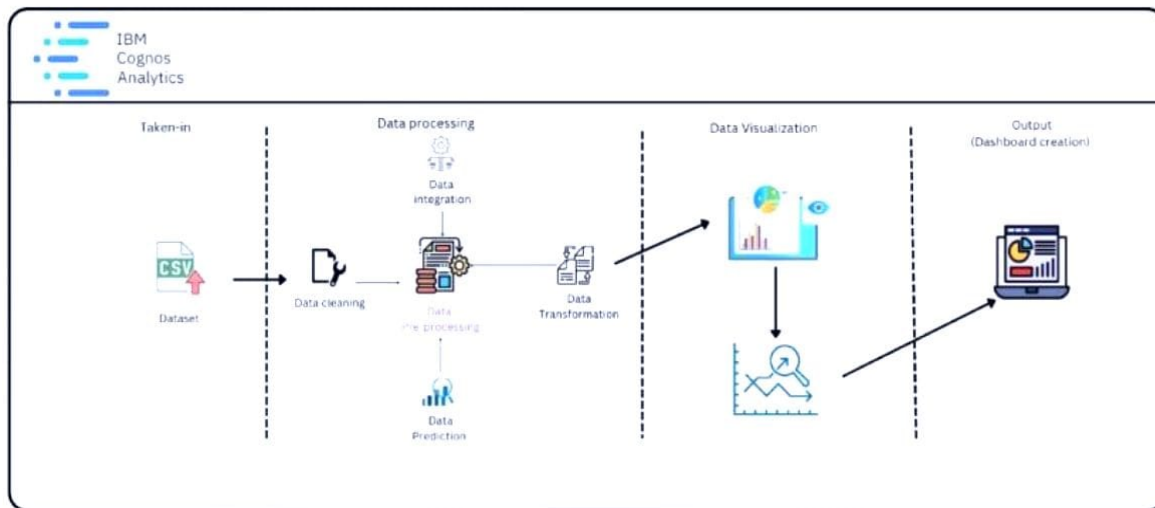 IBM
Cognos
Analytics
Taken-in
Data processing
Data Visualization
Output
(Dashboard creation)
Data
integration
CSV
Dataset
Data cleaning
Data
Pre processing
Data
Transformation
Data
Prediction